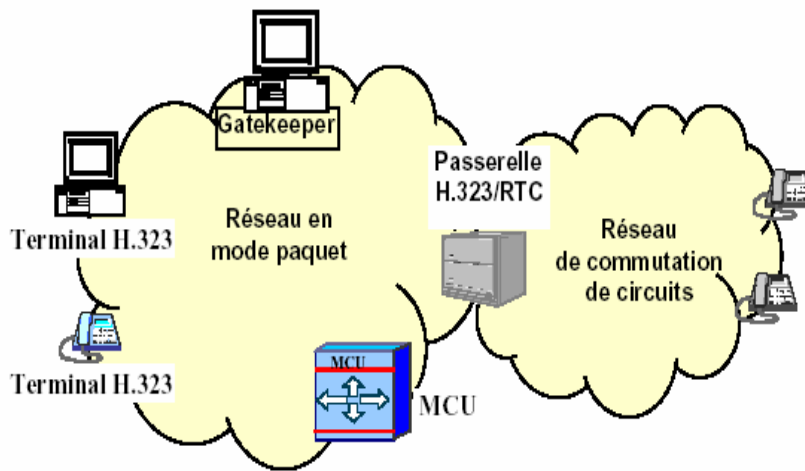 Gatekeeper
Passerelle
H.323/RTC
Terminal H.323
Réseau en
mode paquet
Réseau
de commutation
de circuits
Terminal H.323
MCU
MCU